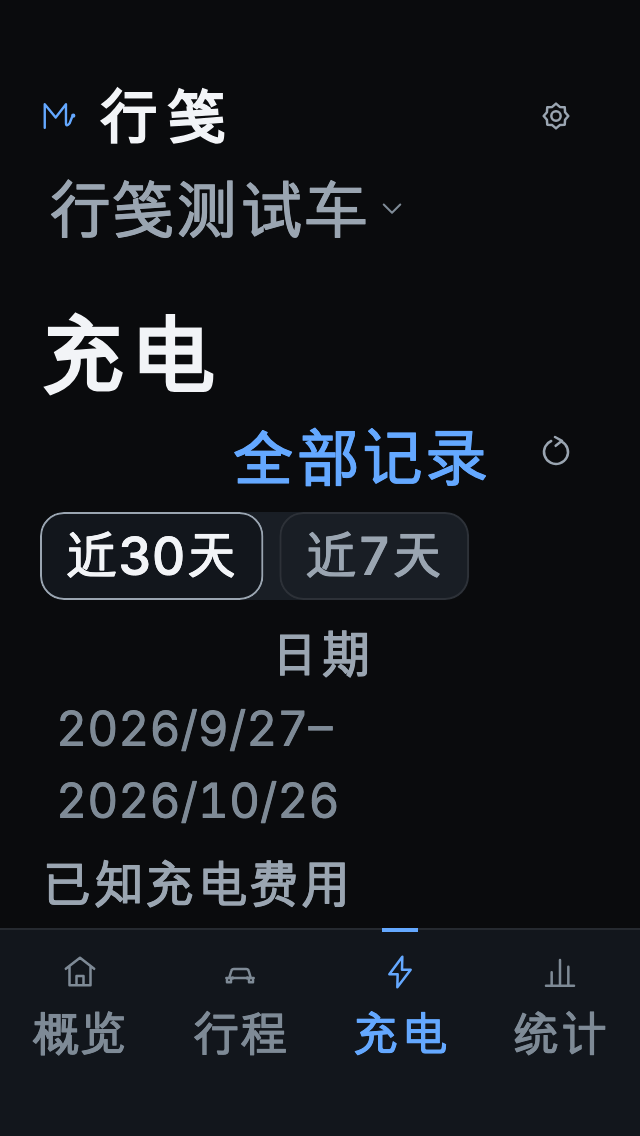 行笺
行笺测试车
充电
全部记录
近30天 近7天
日期
2026/9/27–
2026/10/26
已知充电费用
概览 行程 充电 统计